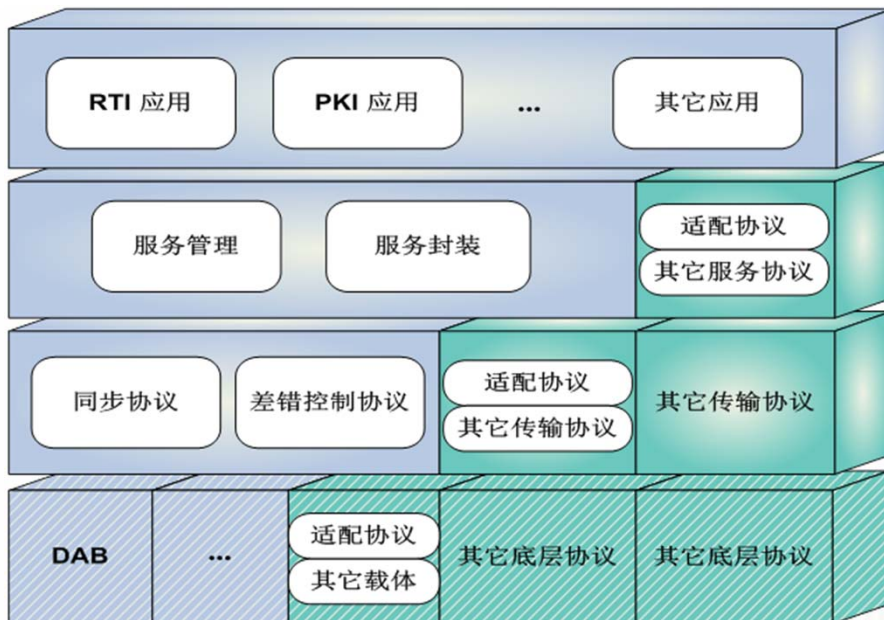 RTI 应用
PKI 应用
...
其它应用
服务管理
服务封装
适配协议
其它服务协议
同步协议
差错控制协议
适配协议
其它传输协议
其它传输协议
DAB
...
适配协议
其它载体
其它底层协议
其它底层协议